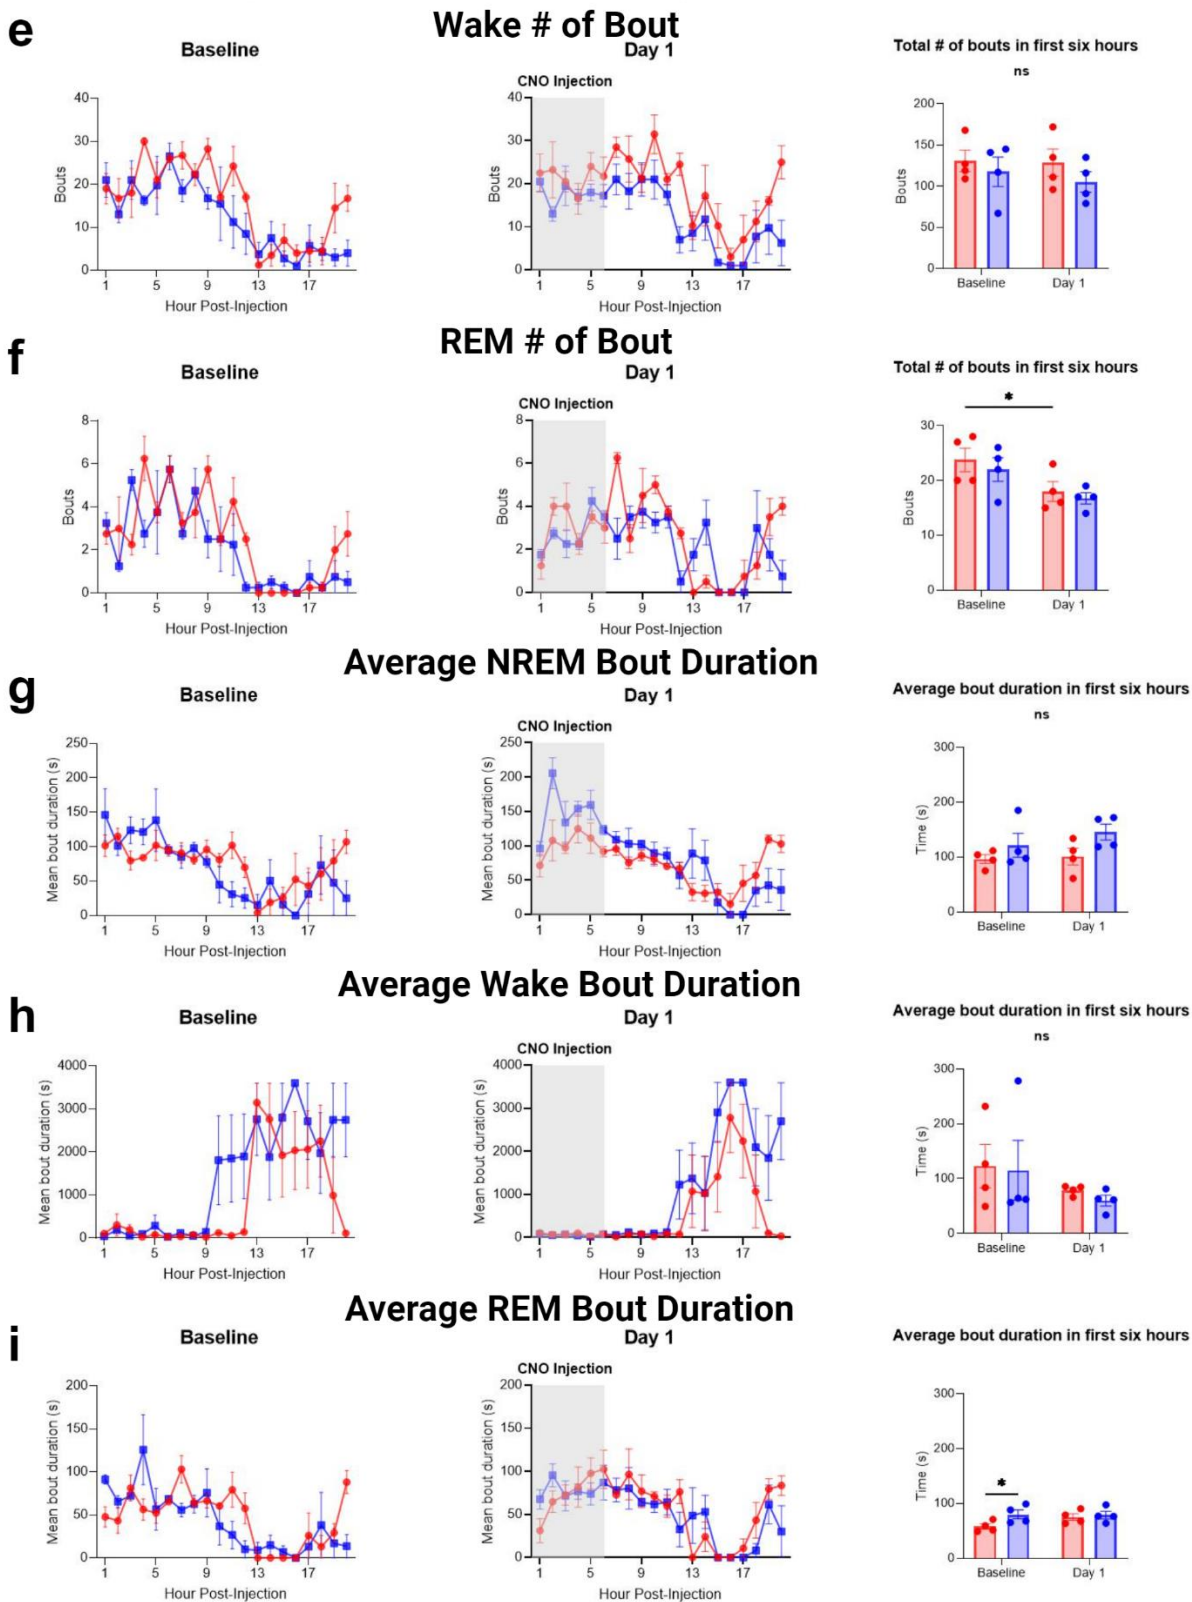 e
Wake # of Bout
Baseline
Day 1
Total # of bouts in first six hours
CNO Injection
ns
40
30
20
10
0
Bouts
1 5 9 13 17
Hour Post-Injection
40
30
20
10
0
Bouts
1 5 9 13 17
Hour Post-Injection
200
150
100
50
0
Bouts
Baseline Day 1
f
REM # of Bout
Baseline
Day 1
Total # of bouts in first six hours
CNO Injection
*
8
6
4
2
0
Bouts
1 5 9 13 17
Hour Post-Injection
8
6
4
2
0
Bouts
1 5 9 13 17
Hour Post-Injection
30
20
10
0
Bouts
Baseline Day 1
g
Average NREM Bout Duration
Baseline
Day 1
Average bout duration in first six hours
CNO Injection
ns
250
200
150
100
50
0
Mean bout duration (s)
1 5 9 13 17
Hour Post-Injection
250
200
150
100
50
0
Mean bout duration (s)
1 5 9 13 17
Hour Post-Injection
300
200
100
0
Time (s)
Baseline Day 1
h
Average Wake Bout Duration
Baseline
Day 1
Average bout duration in first six hours
CNO Injection
ns
4000
3000
2000
1000
0
Mean bout duration (s)
1 5 9 13 17
Hour Post-Injection
4000
3000
2000
1000
0
Mean bout duration (s)
1 5 9 13 17
Hour Post-Injection
300
200
100
0
Time (s)
Baseline Day 1
i
Average REM Bout Duration
Baseline
Day 1
Average bout duration in first six hours
CNO Injection
200
150
100
50
0
Mean bout duration (s)
1 5 9 13 17
Hour Post-Injection
200
150
100
50
0
Mean bout duration (s)
1 5 9 13 17
Hour Post-Injection
300
200
100
0
Time (s)
*
Baseline Day 1